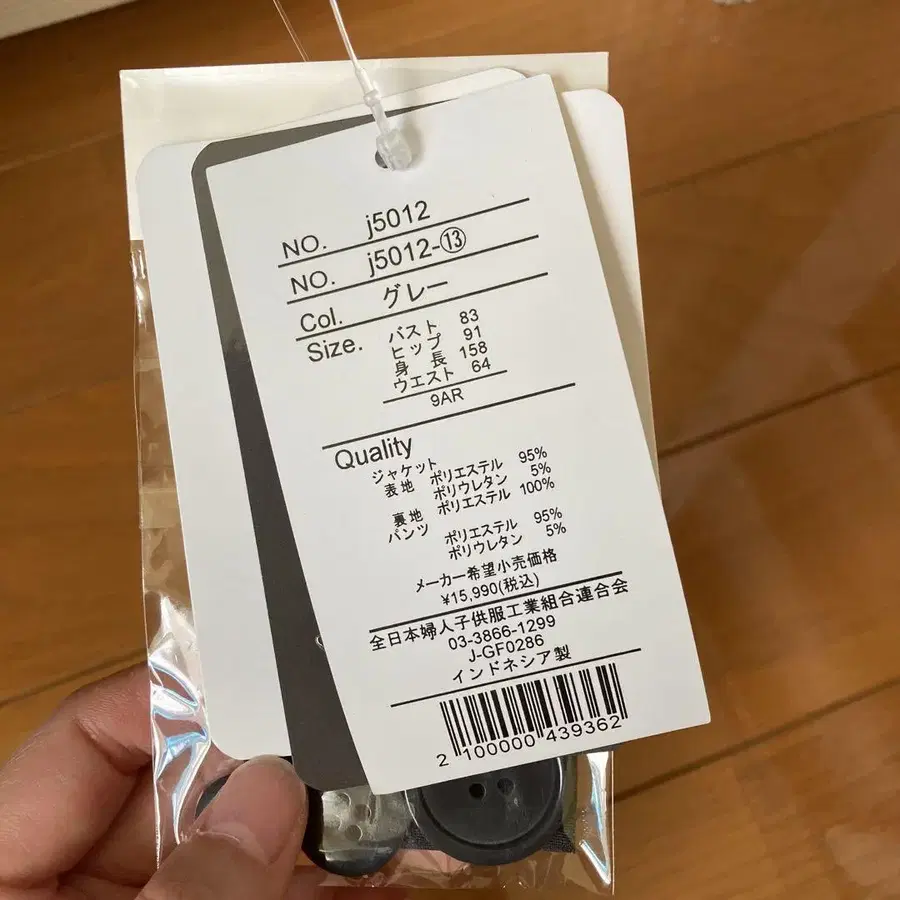 NO. j5012
NO. j5012-⑬
Col. グレー
Size. バスト 83
ヒップ 91
身長 158
ウエスト 64
9AR
Quality
ジャケット
表地 ポリエステル 95%
ポリウレタン 5%
裏地 ポリエステル 100%
パンツ
ポリエステル 95%
ポリウレタン 5%
メーカー希望小売価格
¥15,990(税込)
全日本婦人子供服工業組合連合会
03-3866-1299
J-GF0286
インドネシア製
2 100000 439362